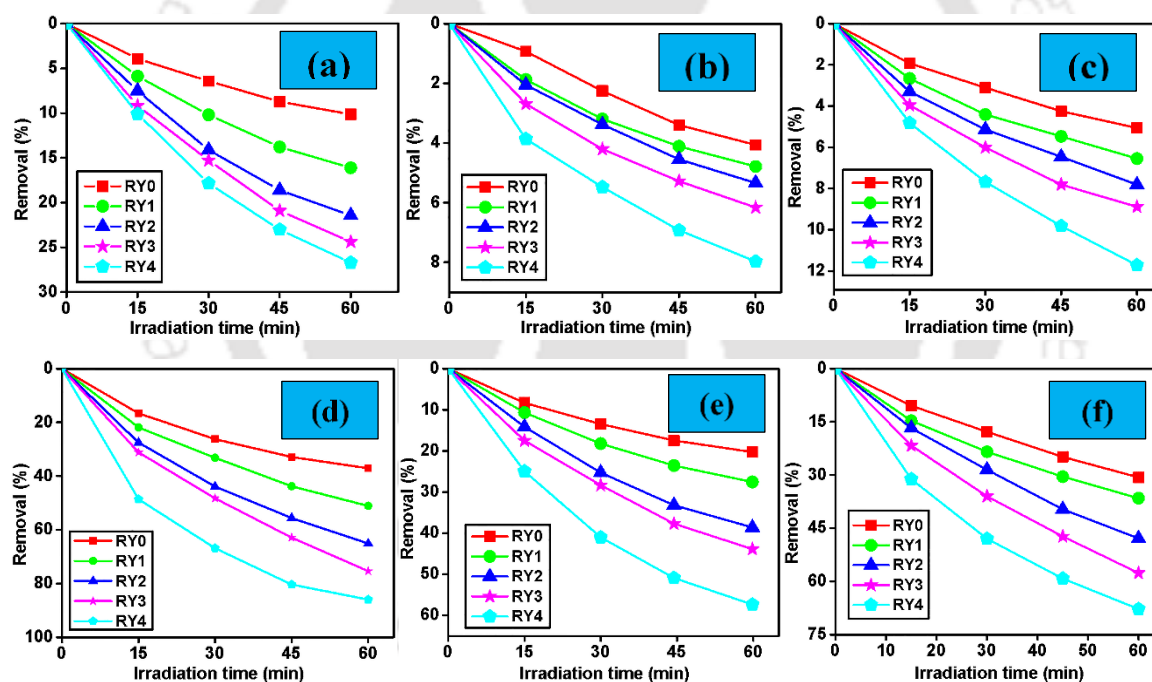 (a)
Removal (%)
0
5
10
15
20
25
30
RY0
RY1
RY2
RY3
RY4
0 15 30 45 60
Irradiation time (min)
(b)
Removal (%)
0
2
4
6
8
RY0
RY1
RY2
RY3
RY4
0 15 30 45 60
Irradiation time (min)
(c)
Removal (%)
0
2
4
6
8
10
12
RY0
RY1
RY2
RY3
RY4
0 15 30 45 60
Irradiation time (min)
(d)
Removal (%)
0
20
40
60
80
100
RY0
RY1
RY2
RY3
RY4
0 15 30 45 60
Irradiation time (min)
(e)
Removal (%)
0
10
20
30
40
50
60
RY0
RY1
RY2
RY3
RY4
0 15 30 45 60
Irradiation time (min)
(f)
Removal (%)
0
15
30
45
60
75
RY0
RY1
RY2
RY3
RY4
0 10 20 30 40 50 60
Irradiation time (min)